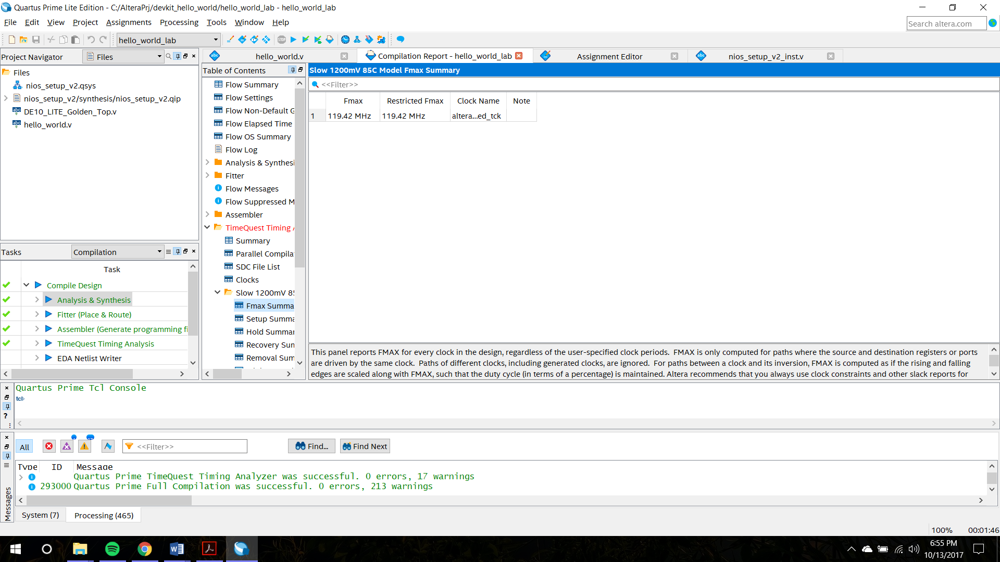 Quartus Prime Lite Edition - C:/AlteraPrj/devkit_hello_world/hello_world_lab - hello_world_lab
File Edit View Project Assignments Processing Tools Window Help
Search altera.com
hello_world_lab
Project Navigator Files
hello_world.v
Compilation Report - hello_world_lab
Assignment Editor
nios_setup_v2_inst.v
Files
nios_setup_v2.qsys
nios_setup_v2/synthesis/nios_setup_v2.qip
DE10_LITE_Golden_Top.v
hello_world.v
Tasks Compilation
Task
Compile Design
Analysis & Synthesis
Fitter (Place & Route)
Assembler (Generate programming fi
TimeQuest Timing Analysis
EDA Netlist Writer
Table of Contents
Flow Summary
Flow Settings
Flow Non-Default G
Flow Elapsed Time
Flow OS Summary
Flow Log
Analysis & Synthesi
Fitter
Flow Messages
Flow Suppressed M
Assembler
TimeQuest Timing A
Summary
Parallel Compila
SDC File List
Clocks
Slow 1200mV 85
Fmax Summa
Setup Summa
Hold Summar
Recovery Sum
Removal Sum
Slow 1200mV 85C Model Fmax Summary
<<Filter>>
Fmax Restricted Fmax Clock Name Note
1 119.42 MHz 119.42 MHz altera...ed_tck
This panel reports FMAX for every clock in the design, regardless of the user-specified clock periods. FMAX is only computed for paths where the source and destination registers or ports
are driven by the same clock. Paths of different clocks, including generated clocks, are ignored. For paths between a clock and its inversion, FMAX is computed as if the rising and falling
edges are scaled along with FMAX, such that the duty cycle (in terms of a percentage) is maintained. Altera recommends that you always use clock constraints and other slack reports for
Quartus Prime Tcl Console
tcl>
All
<<Filter>>
Find...
Find Next
Type ID Message
Quartus Prime TimeQuest Timing Analyzer was successful. 0 errors, 17 warnings
293000 Quartus Prime Full Compilation was successful. 0 errors, 213 warnings
Messages
System (7)
Processing (465)
100% 00:01:46
6:55 PM
10/13/2017